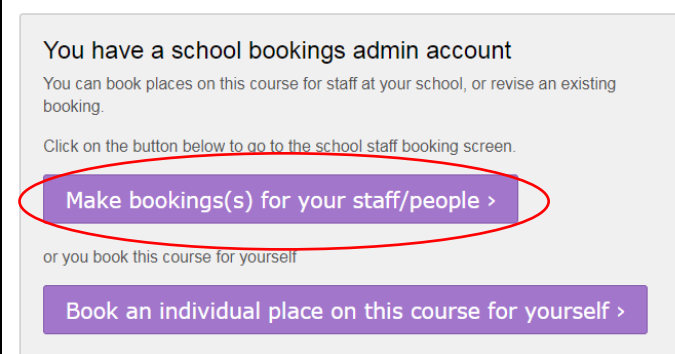 You have a school bookings admin account
You can book places on this course for staff at your school, or revise an existing
booking.
Click on the button below to go to the school staff booking screen.
Make bookings(s) for your staff/people ›
or you book this course for yourself
Book an individual place on this course for yourself ›